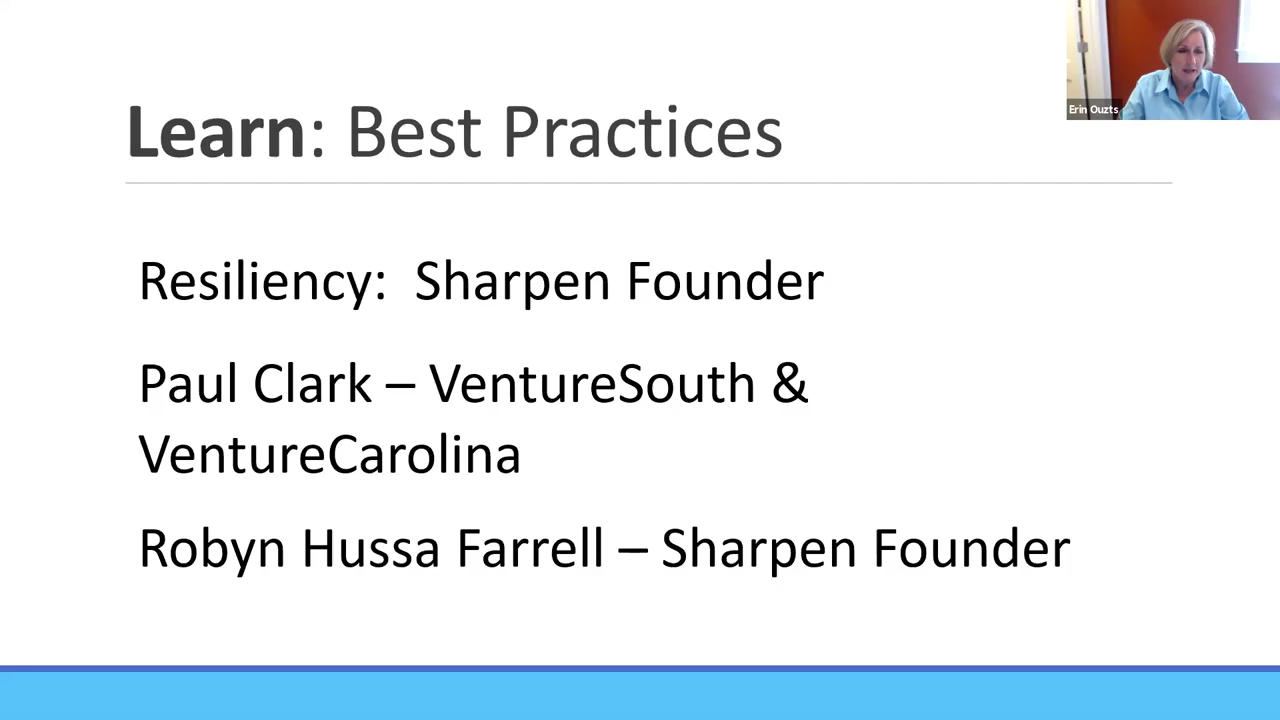 Erin Ouzts
Learn: Best Practices
Resiliency:  Sharpen Founder
Paul Clark – VentureSouth &
VentureCarolina
Robyn Hussa Farrell – Sharpen Founder